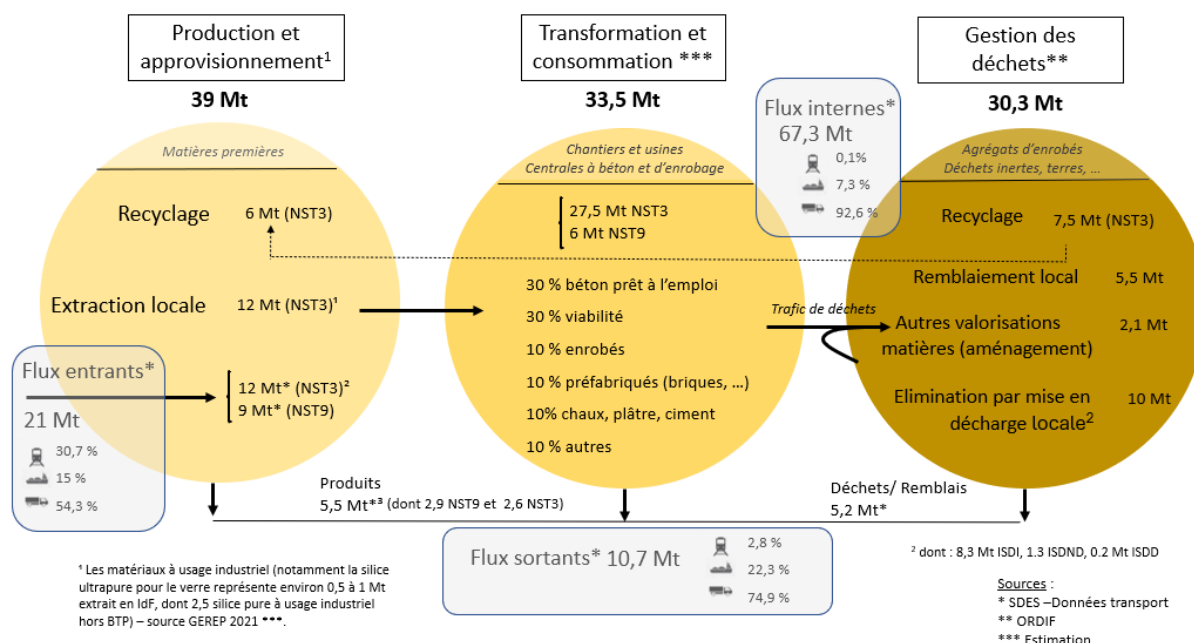 Production et
approvisionnement¹
39 Mt
Transformation et
consommation ***
33,5 Mt
Gestion des
déchets**
30,3 Mt
Matières premières
Recyclage
6 Mt (NST3)
Extraction locale
12 Mt (NST3)¹
Flux entrants*
21 Mt
30,7 %
15 %
54,3 %
12 Mt* (NST3)²
9 Mt* (NST9)
Chantiers et usines
Centrales à béton et d'enrobage
27,5 Mt NST3
6 Mt NST9
30 % béton prêt à l'emploi
30 % viabilité
10 % enrobés
10 % préfabriqués (briques, …)
10% chaux, plâtre, ciment
10 % autres
Flux internes*
67,3 Mt
0,1%
7,3 %
92,6 %
Trafic de déchets
Agrégats d'enrobés
Déchets inertes, terres, …
Recyclage
7,5 Mt (NST3)
Remblaiement local
5,5 Mt
Autres valorisations
matières (aménagement)
2,1 Mt
Elimination par mise en
décharge locale²
10 Mt
Produits
5,5 Mt*³ (dont 2,9 NST9 et 2,6 NST3)
Déchets/ Remblais
5,2 Mt*
Flux sortants* 10,7 Mt
2,8 %
22,3 %
74,9 %
¹ Les matériaux à usage industriel (notamment la silice
ultrapure pour le verre représente environ 0,5 à 1 Mt
extrait en IdF, dont 2,5 silice pure à usage industriel
hors BTP) – source GEREP 2021 ***.
² dont : 8,3 Mt ISDI, 1.3 ISDND, 0.2 Mt ISDD
Sources :
* SDES –Données transport
** ORDIF
*** Estimation